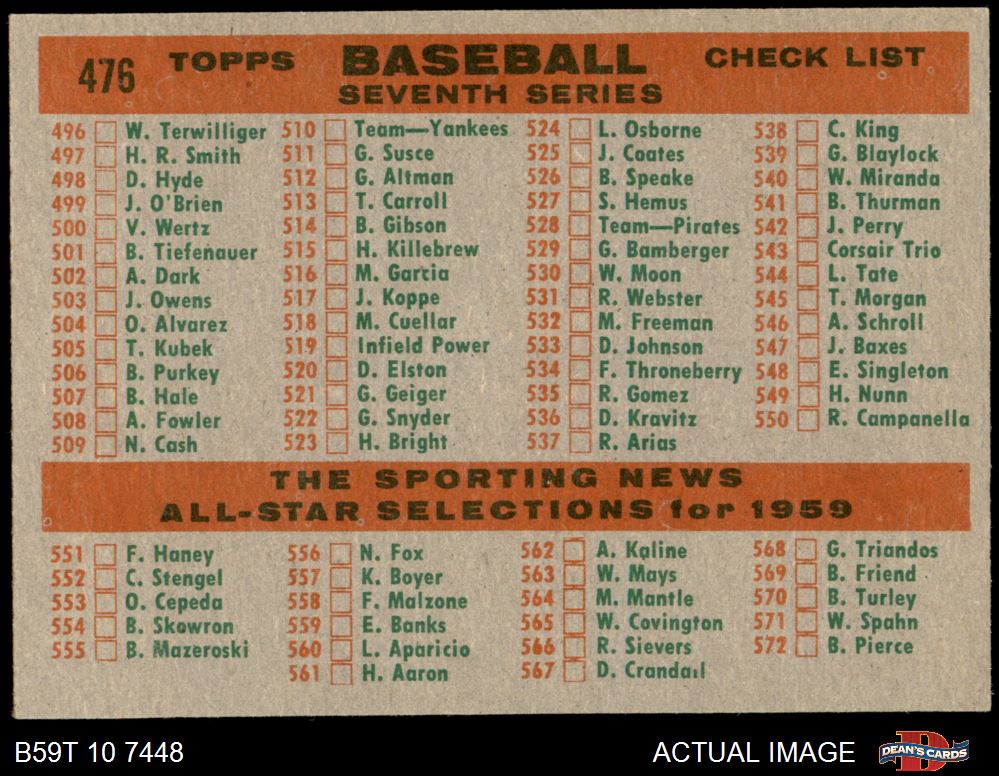 476 TOPPS BASEBALL CHECK LIST
SEVENTH SERIES
496 W. Terwilliger
497 H. R. Smith
498 D. Hyde
499 J. O'Brien
500 V. Wertz
501 B. Tiefenauer
502 A. Dark
503 J. Owens
504 O. Alvarez
505 T. Kubek
506 B. Purkey
507 B. Hale
508 A. Fowler
509 N. Cash
510 Team—Yankees
511 G. Susce
512 G. Altman
513 T. Carroll
514 B. Gibson
515 H. Killebrew
516 M. Garcia
517 J. Koppe
518 M. Cuellar
519 Infield Power
520 D. Elston
521 G. Geiger
522 G. Snyder
523 H. Bright
524 L. Osborne
525 J. Coates
526 B. Speake
527 S. Hemus
528 Team—Pirates
529 G. Bamberger
530 W. Moon
531 R. Webster
532 M. Freeman
533 D. Johnson
534 F. Throneberry
535 R. Gomez
536 D. Kravitz
537 R. Arias
538 C. King
539 G. Blaylock
540 W. Miranda
541 B. Thurman
542 J. Perry
543 Corsair Trio
544 L. Tate
545 T. Morgan
546 A. Schroll
547 J. Baxes
548 E. Singleton
549 H. Nunn
550 R. Campanella
THE SPORTING NEWS
ALL-STAR SELECTIONS for 1959
551 F. Haney
552 C. Stengel
553 O. Cepeda
554 B. Skowron
555 B. Mazeroski
556 N. Fox
557 K. Boyer
558 F. Malzone
559 E. Banks
560 L. Aparicio
561 H. Aaron
562 A. Kaline
563 W. Mays
564 M. Mantle
565 W. Covington
566 R. Sievers
567 D. Crandall
568 G. Triandos
569 B. Friend
570 B. Turley
571 W. Spahn
572 B. Pierce
B59T 10 7448 ACTUAL IMAGE
D
DEAN'S CARDS